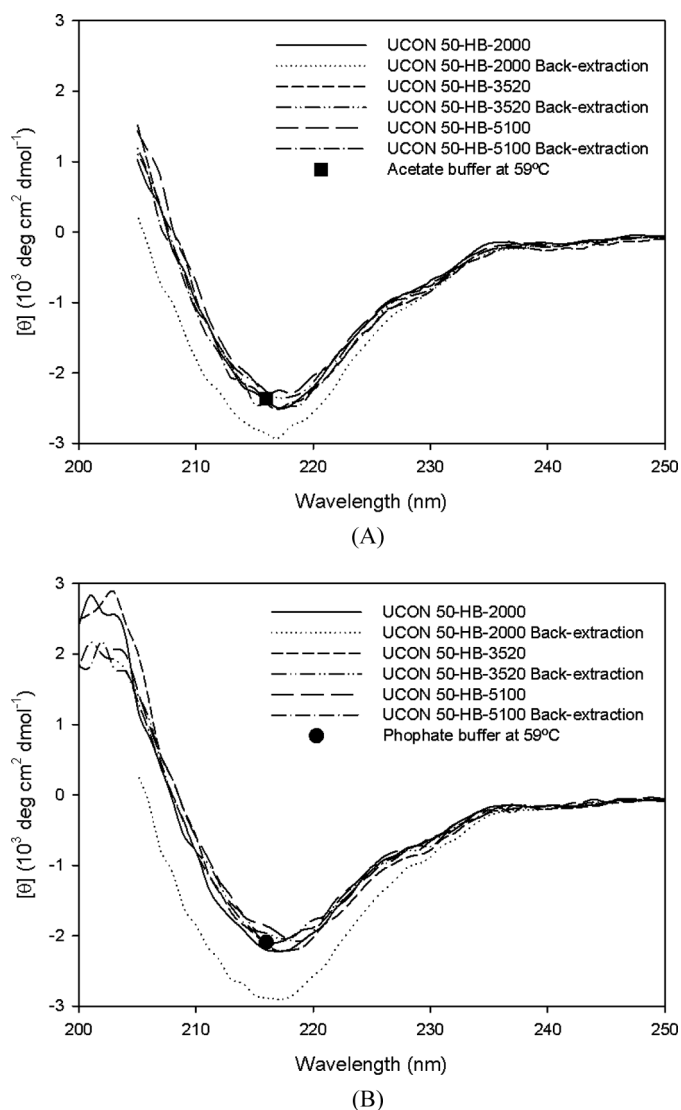 3
2
1
0
-1
-2
-3
[θ] (10³ deg cm² dmol⁻¹)
UCON 50-HB-2000
UCON 50-HB-2000 Back-extraction
UCON 50-HB-3520
UCON 50-HB-3520 Back-extraction
UCON 50-HB-5100
UCON 50-HB-5100 Back-extraction
Acetate buffer at 59ºC
200 210 220 230 240 250
Wavelength (nm)
(A)
3
2
1
0
-1
-2
-3
[θ] (10³ deg cm² dmol⁻¹)
UCON 50-HB-2000
UCON 50-HB-2000 Back-extraction
UCON 50-HB-3520
UCON 50-HB-3520 Back-extraction
UCON 50-HB-5100
UCON 50-HB-5100 Back-extraction
Phophate buffer at 59ºC
200 210 220 230 240 250
Wavelength (nm)
(B)